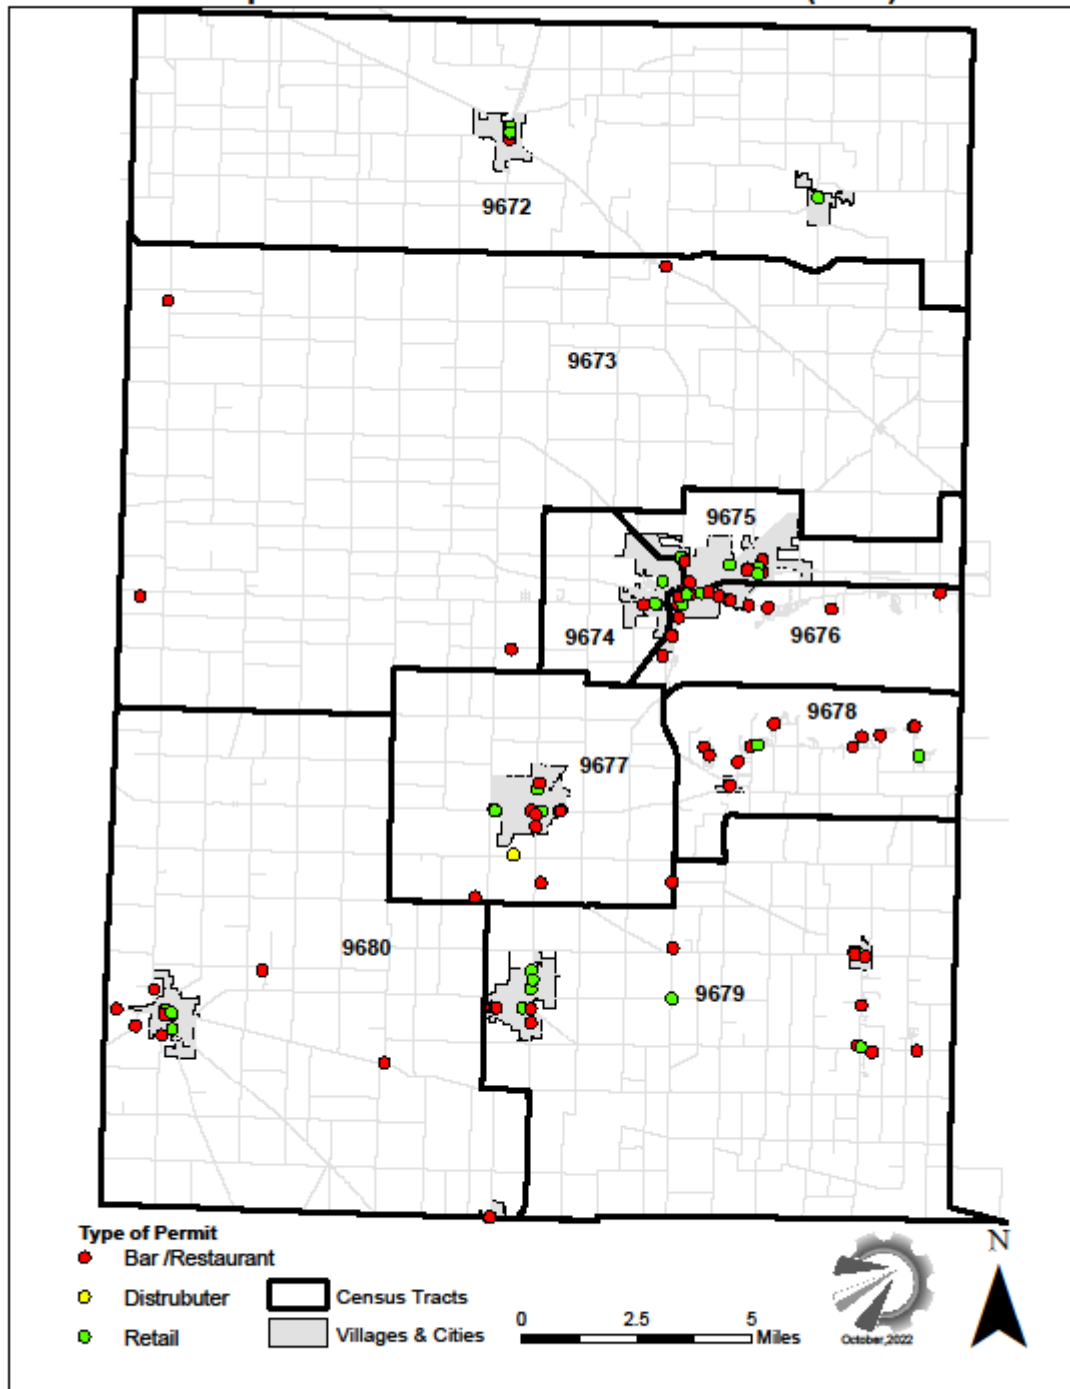 9672
9673
9675
9674
9676
9678
9677
9680
9679
Type of Permit
Bar /Restaurant
Distrubuter
Retail
Census Tracts
Villages & Cities
0 2.5 5
Miles
October,2022
N